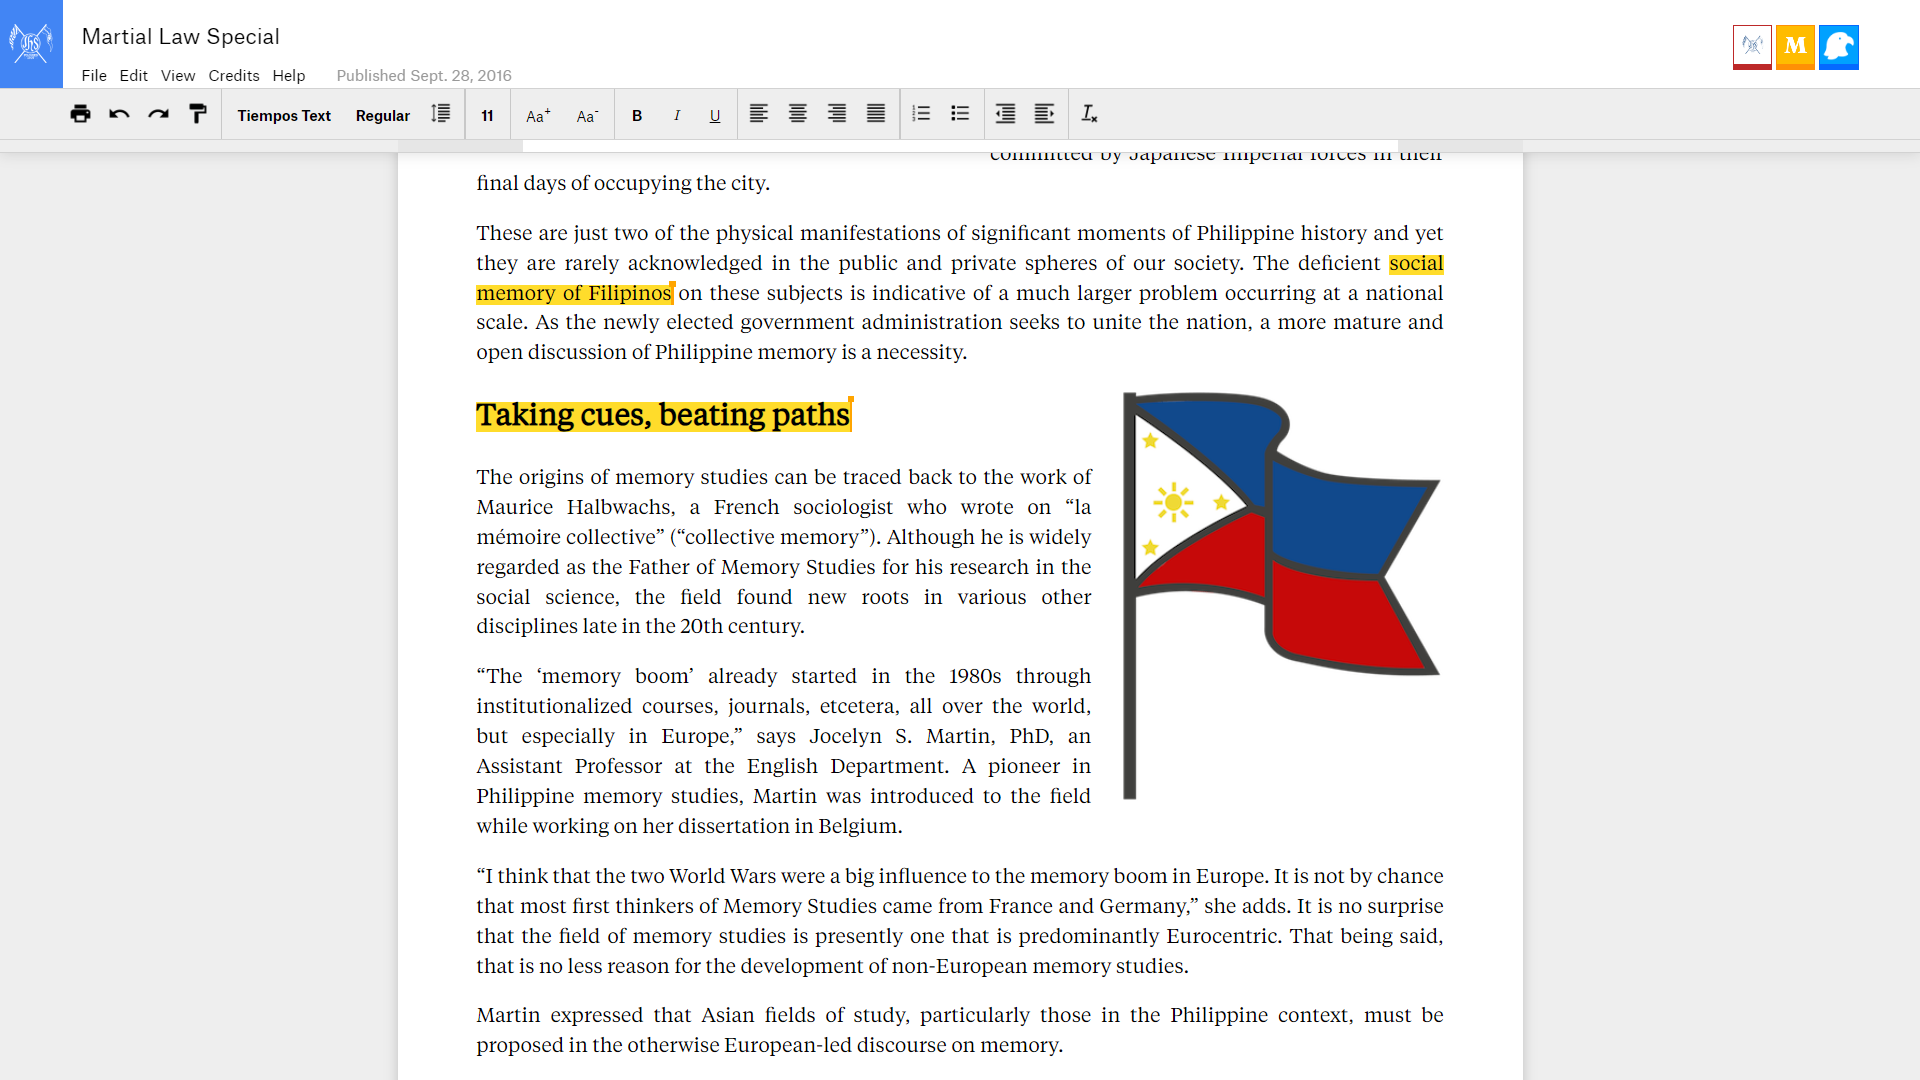 Martial Law Special
File Edit View Credits Help Published Sept. 28, 2016
M
Tiempos Text Regular 11 Aa+ Aa- B I U
committed by Japanese Imperial forces in their
final days of occupying the city.
These are just two of the physical manifestations of significant moments of Philippine history and yet
they are rarely acknowledged in the public and private spheres of our society. The deficient social
memory of Filipinos on these subjects is indicative of a much larger problem occurring at a national
scale. As the newly elected government administration seeks to unite the nation, a more mature and
open discussion of Philippine memory is a necessity.
Taking cues, beating paths
The origins of memory studies can be traced back to the work of
Maurice Halbwachs, a French sociologist who wrote on “la
mémoire collective” (“collective memory”). Although he is widely
regarded as the Father of Memory Studies for his research in the
social science, the field found new roots in various other
disciplines late in the 20th century.
“The ‘memory boom’ already started in the 1980s through
institutionalized courses, journals, etcetera, all over the world,
but especially in Europe,” says Jocelyn S. Martin, PhD, an
Assistant Professor at the English Department. A pioneer in
Philippine memory studies, Martin was introduced to the field
while working on her dissertation in Belgium.
“I think that the two World Wars were a big influence to the memory boom in Europe. It is not by chance
that most first thinkers of Memory Studies came from France and Germany,” she adds. It is no surprise
that the field of memory studies is presently one that is predominantly Eurocentric. That being said,
that is no less reason for the development of non-European memory studies.
Martin expressed that Asian fields of study, particularly those in the Philippine context, must be
proposed in the otherwise European-led discourse on memory.